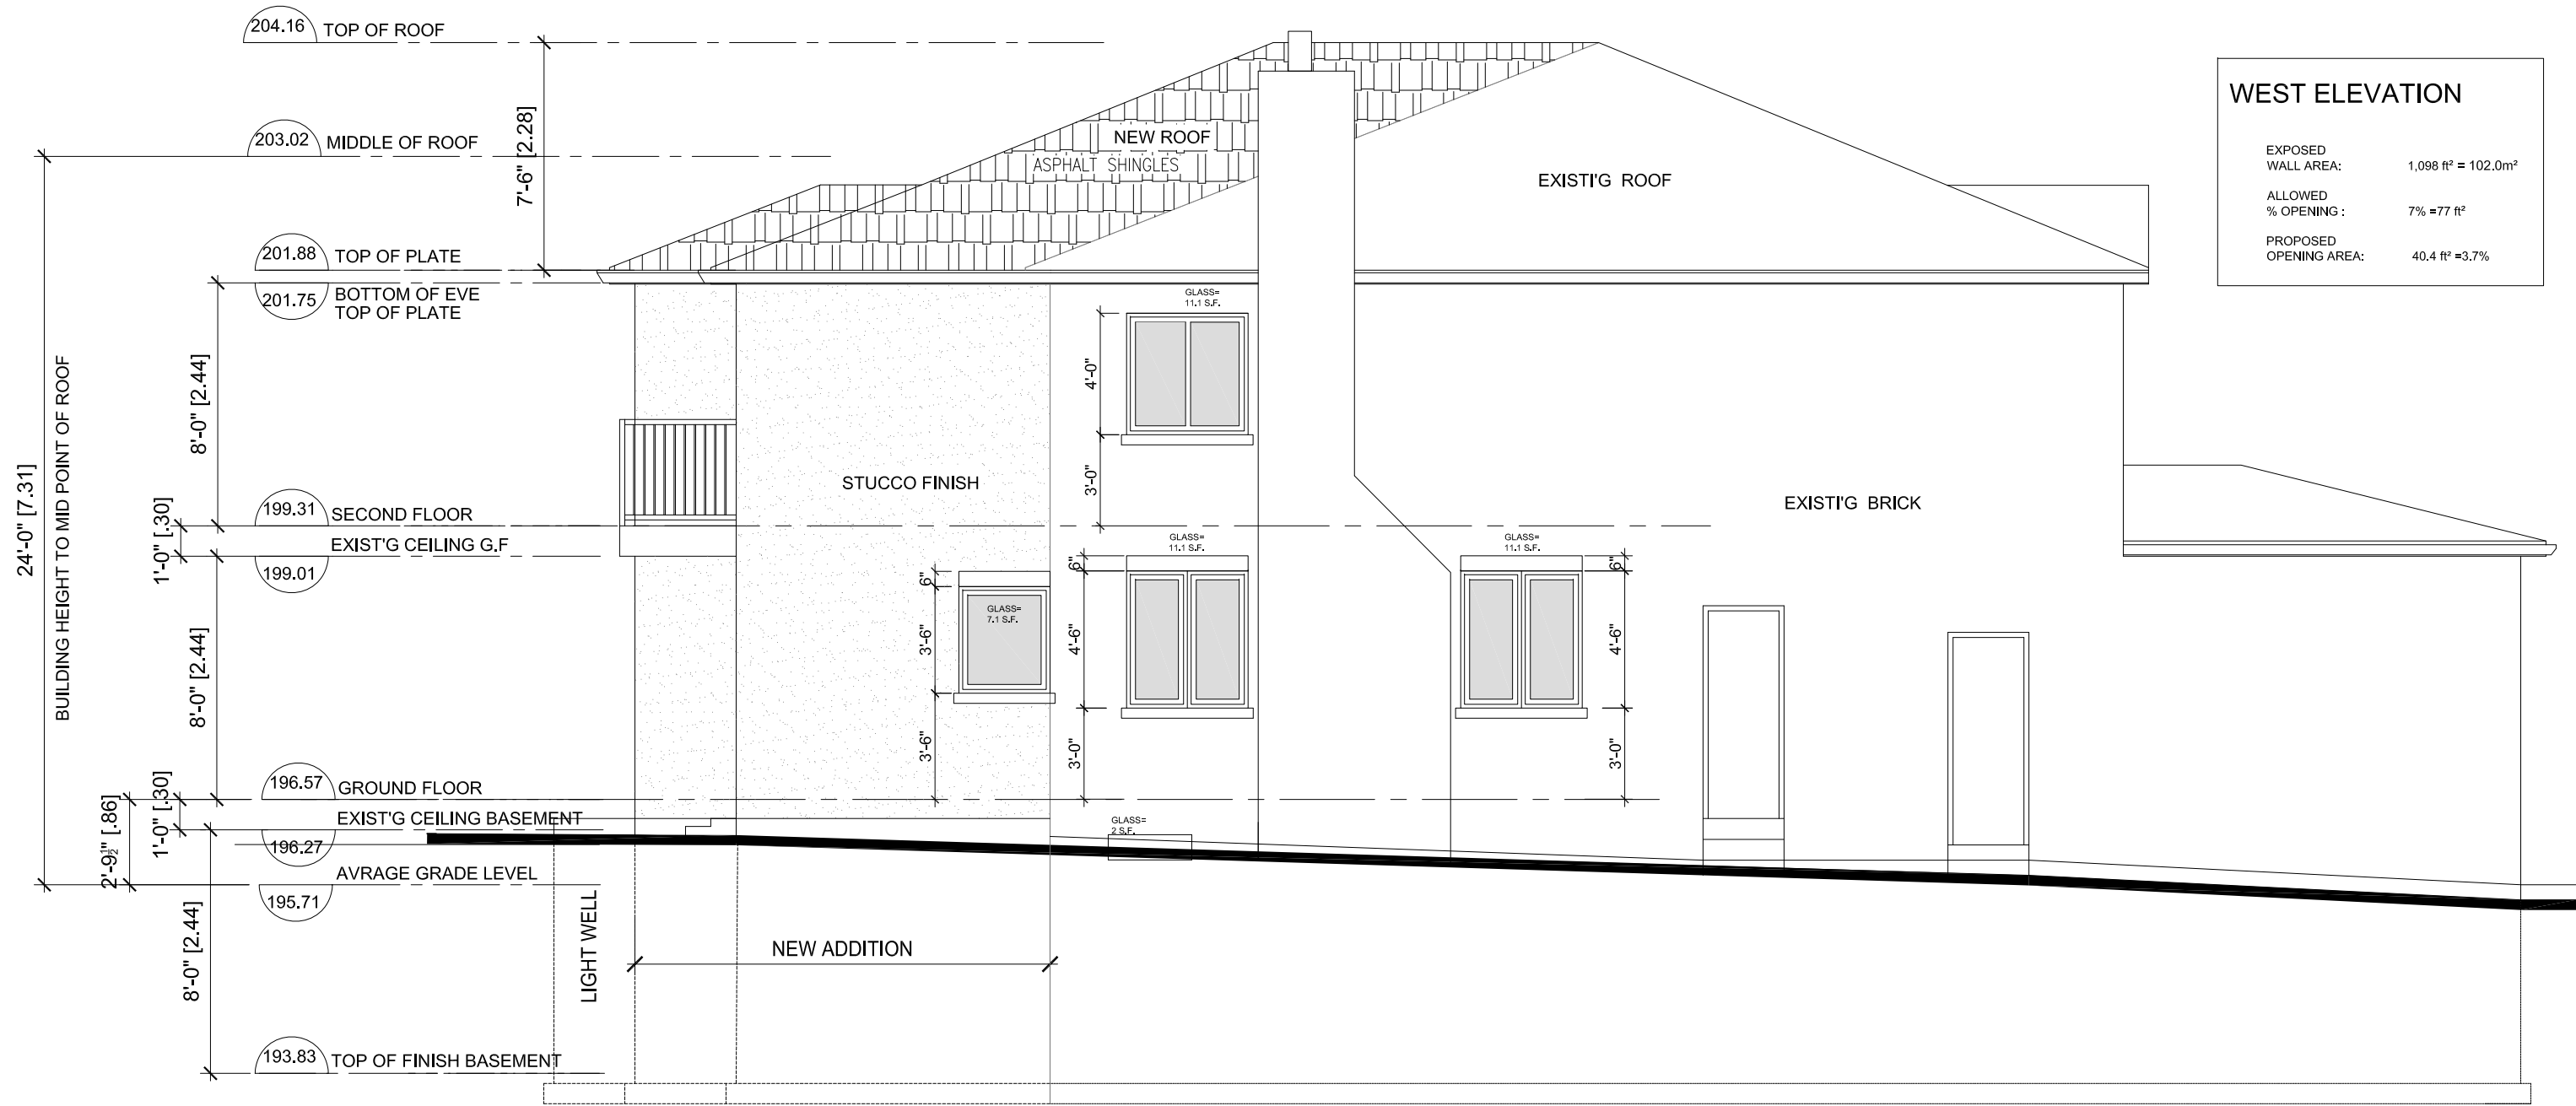 204.16 TOP OF ROOF
203.02 MIDDLE OF ROOF
7'-6" [2.28]
NEW ROOF
ASPHALT SHINGLES
EXISTI'G ROOF
WEST ELEVATION
EXPOSED
WALL AREA: 1,098 ft² = 102.0m²
ALLOWED
% OPENING : 7% =77 ft²
PROPOSED
OPENING AREA: 40.4 ft² =3.7%
201.88 TOP OF PLATE
201.75 BOTTOM OF EVE
TOP OF PLATE
GLASS=
11.1 S.F.
24'-0" [7.31]
BUILDING HEIGHT TO MID POINT OF ROOF
8'-0" [2.44]
4'-0"
3'-0"
STUCCO FINISH
EXISTI'G BRICK
199.31 SECOND FLOOR
1'-0" [.30]
EXIST'G CEILING G.F
199.01
GLASS=
11.1 S.F.
GLASS=
11.1 S.F.
6"
6"
6"
GLASS=
7.1 S.F.
8'-0" [2.44]
3'-6"
4'-6"
4'-6"
3'-6"
3'-0"
3'-0"
196.57 GROUND FLOOR
2'-9½" [.86]
1'-0" [.30]
EXIST'G CEILING BASEMENT
196.27
GLASS=
2 S.F.
AVRAGE GRADE LEVEL
195.71
8'-0" [2.44]
LIGHT WELL
NEW ADDITION
193.83 TOP OF FINISH BASEMENT